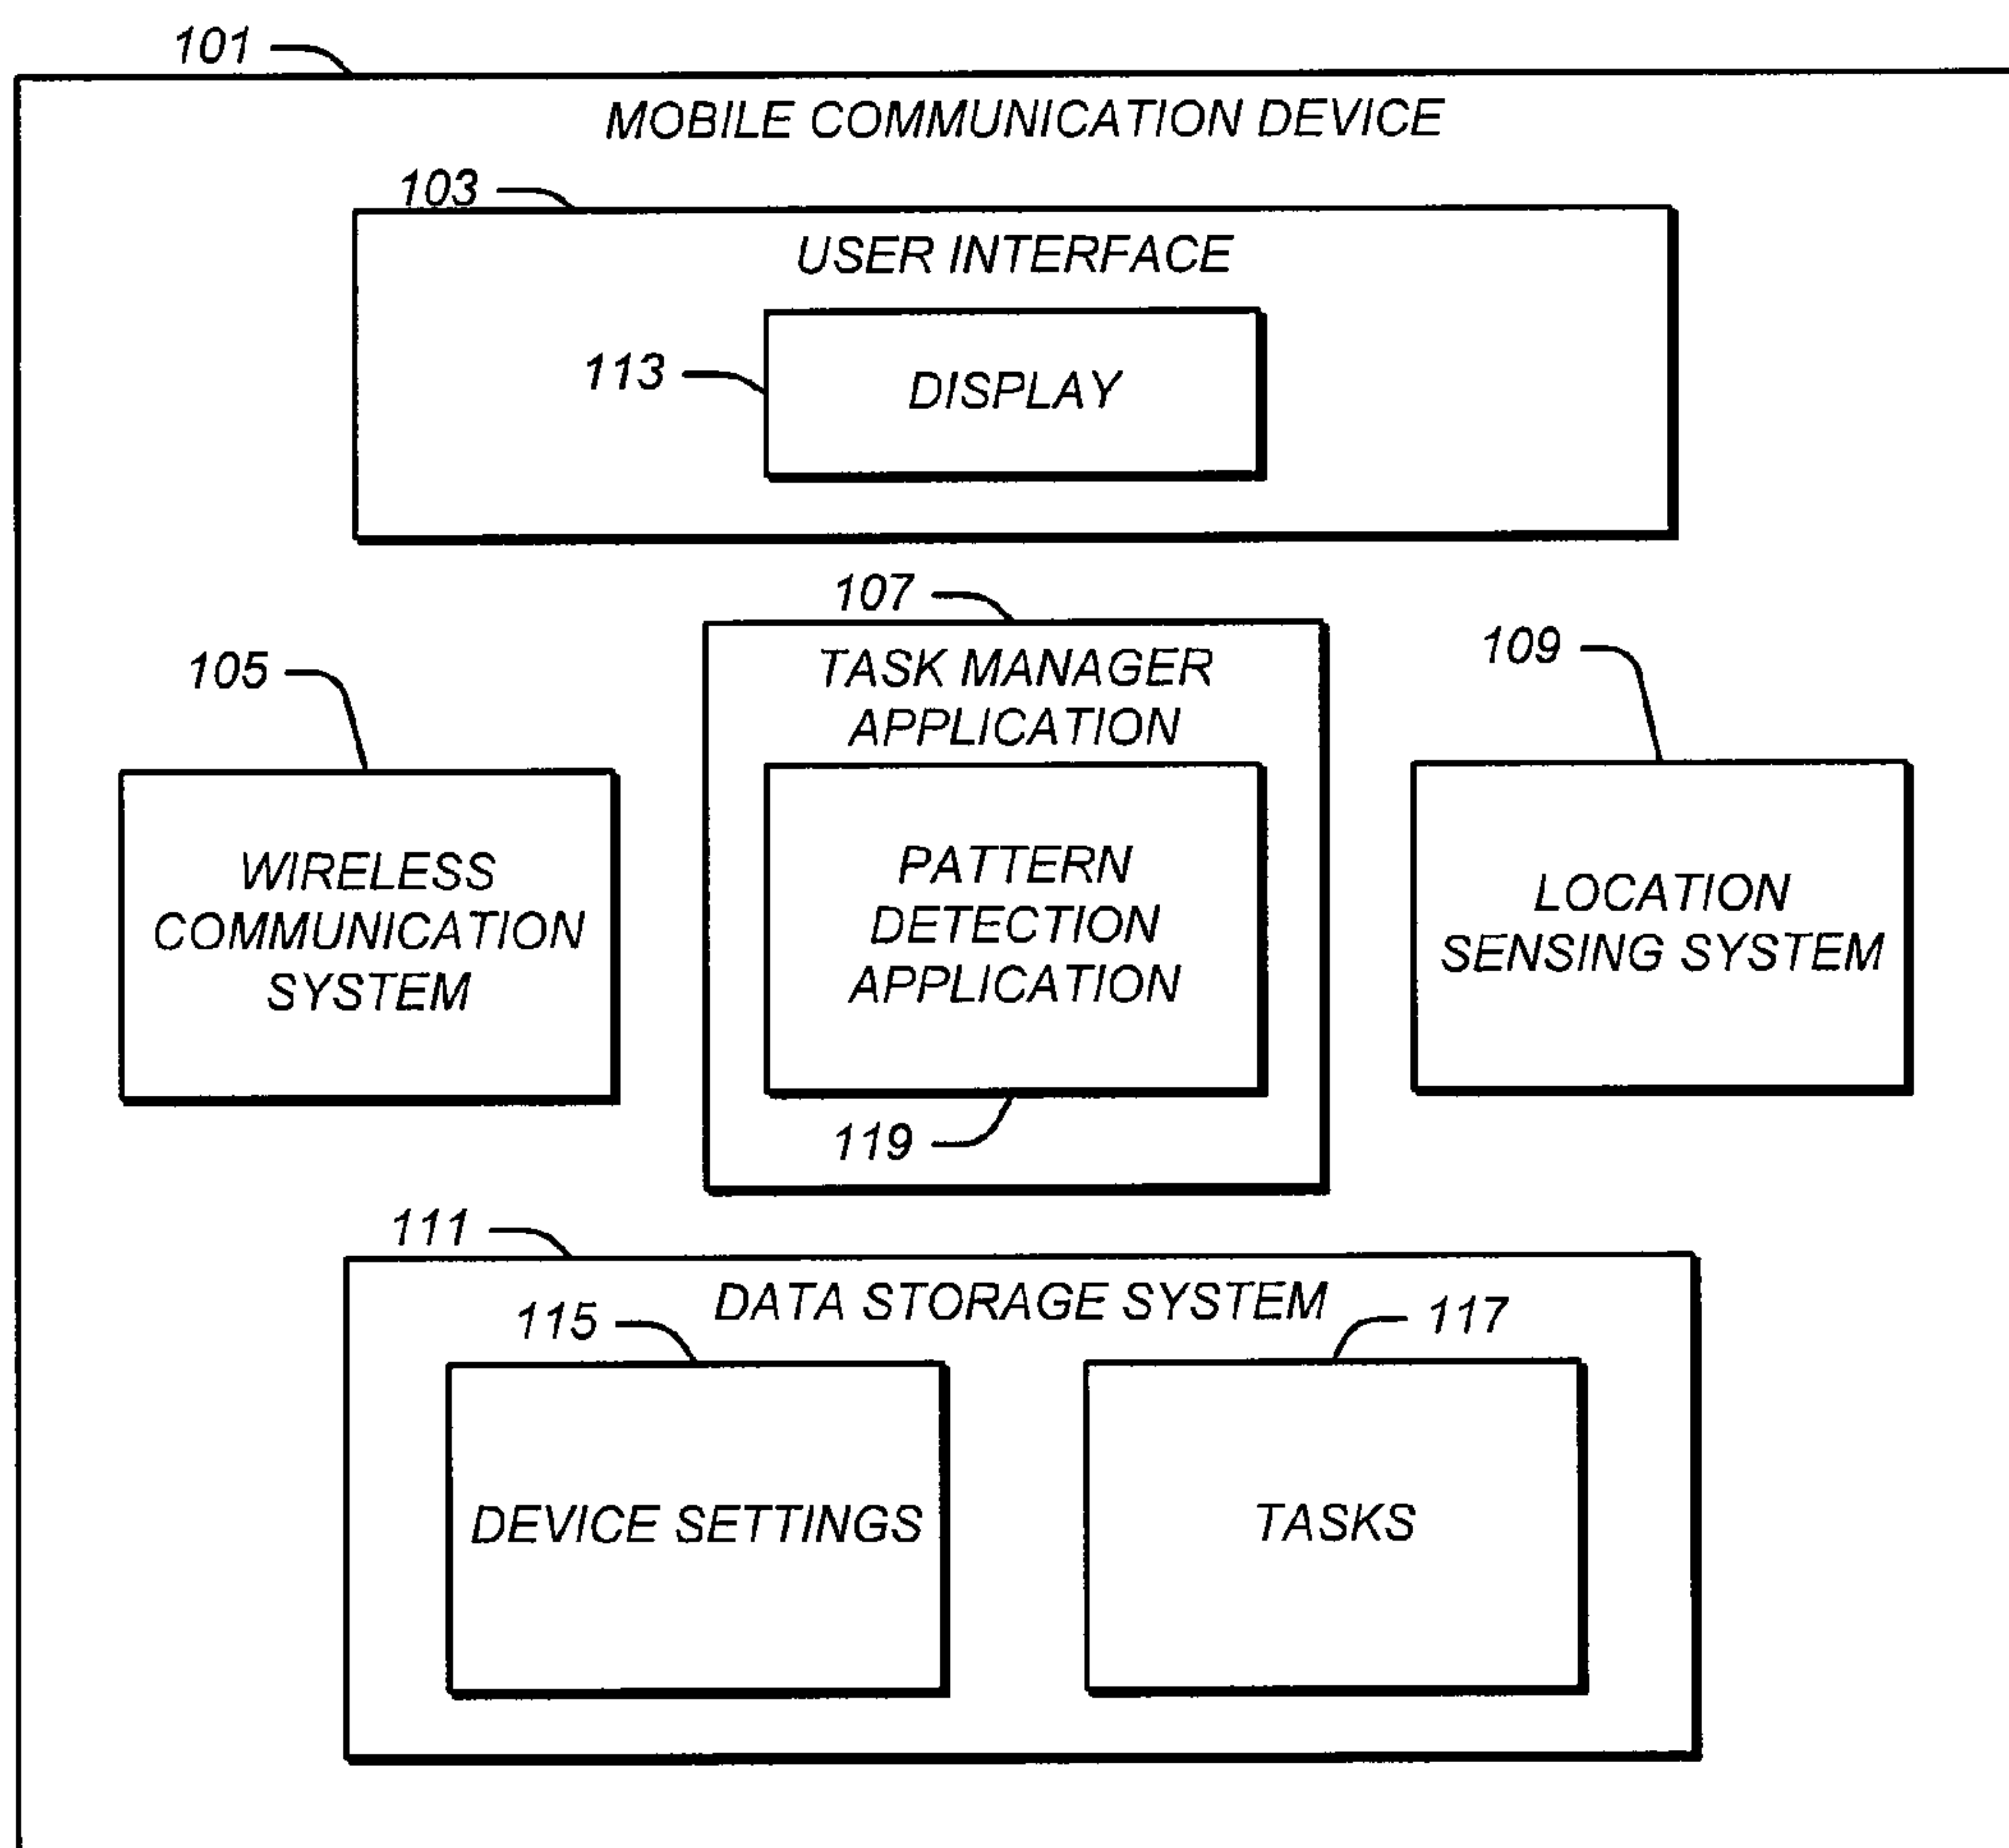 101
MOBILE COMMUNICATION DEVICE
103
USER INTERFACE
113
DISPLAY
107
TASK MANAGER
APPLICATION
105
109
WIRELESS
COMMUNICATION
SYSTEM
PATTERN
DETECTION
APPLICATION
LOCATION
SENSING SYSTEM
119
111
DATA STORAGE SYSTEM
115
117
DEVICE SETTINGS
TASKS